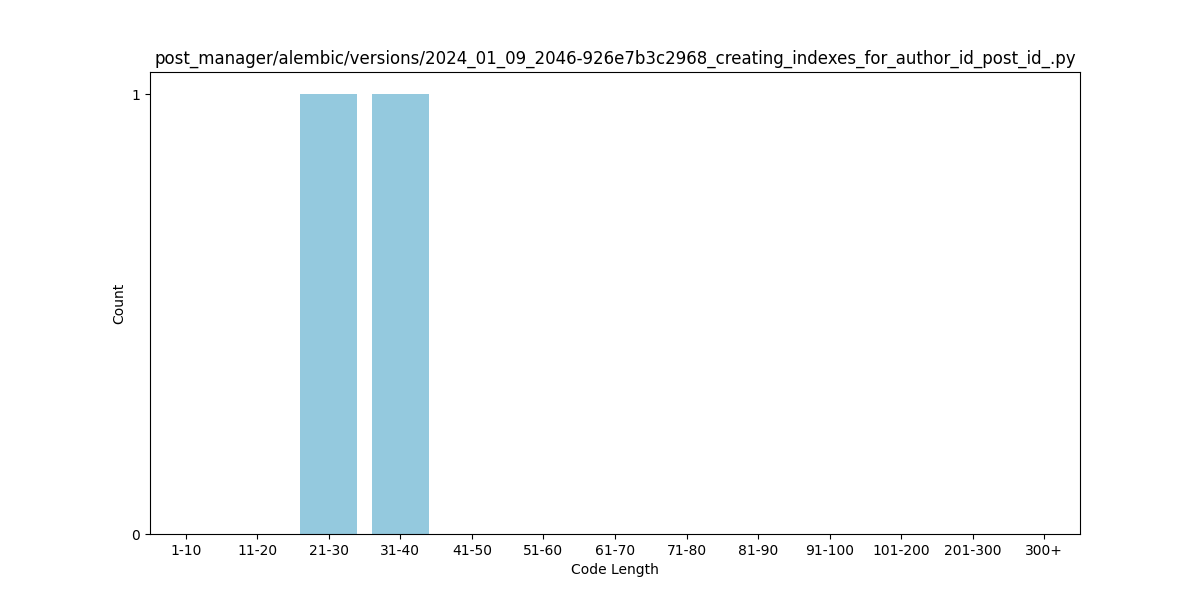 post_manager/alembic/versions/2024_01_09_2046-926e7b3c2968_creating_indexes_for_author_id_post_id_.py
1
Count
0
1-10 11-20 21-30 31-40 41-50 51-60 61-70 71-80 81-90 91-100 101-200 201-300 300+
Code Length